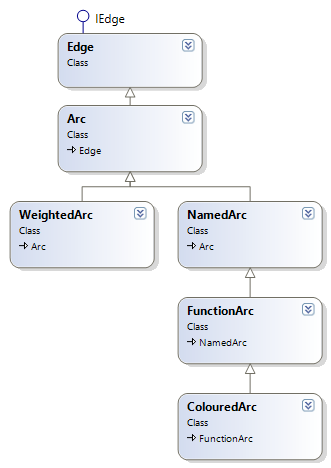 IEdge
Edge
Class
Arc
Class
Edge
WeightedArc
Class
Arc
NamedArc
Class
Arc
FunctionArc
Class
NamedArc
ColouredArc
Class
FunctionArc